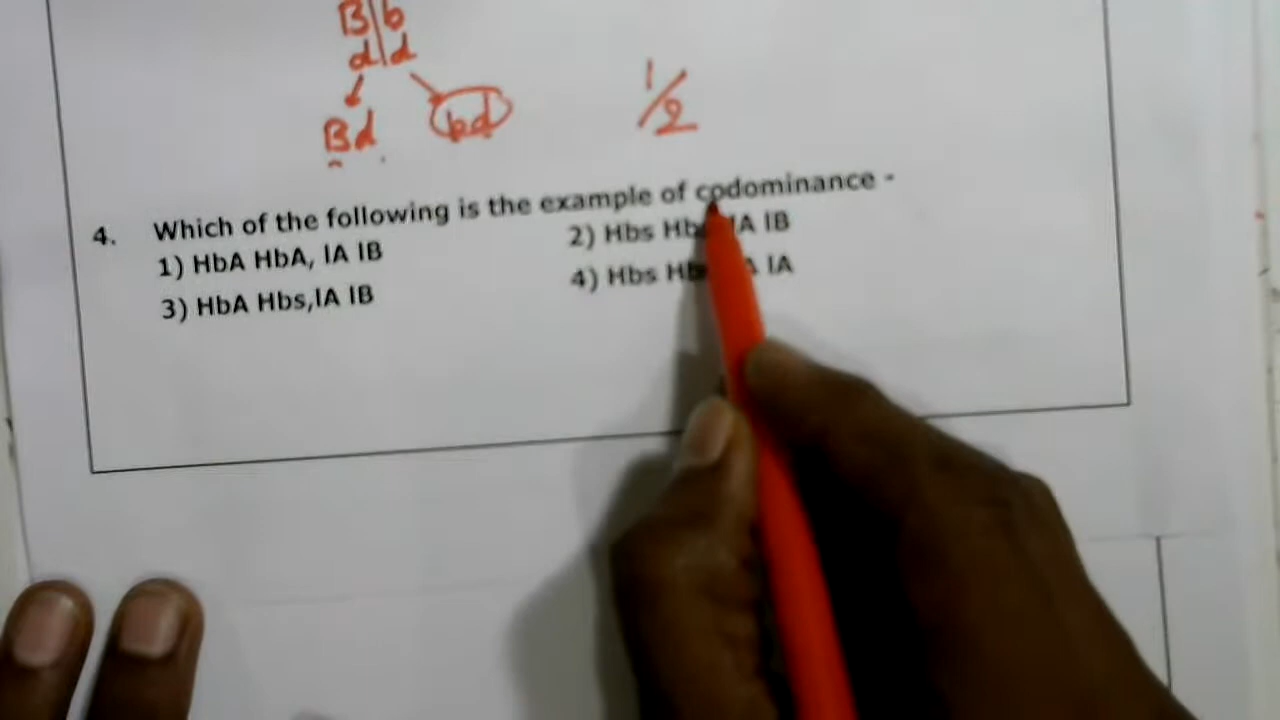 B b
d d
Bd bd 1/2
4. Which of the following is the example of codominance -
1) HbA HbA, IA IB 2) Hbs IA IB
3) HbA Hbs,IA IB 4) Hbs IA